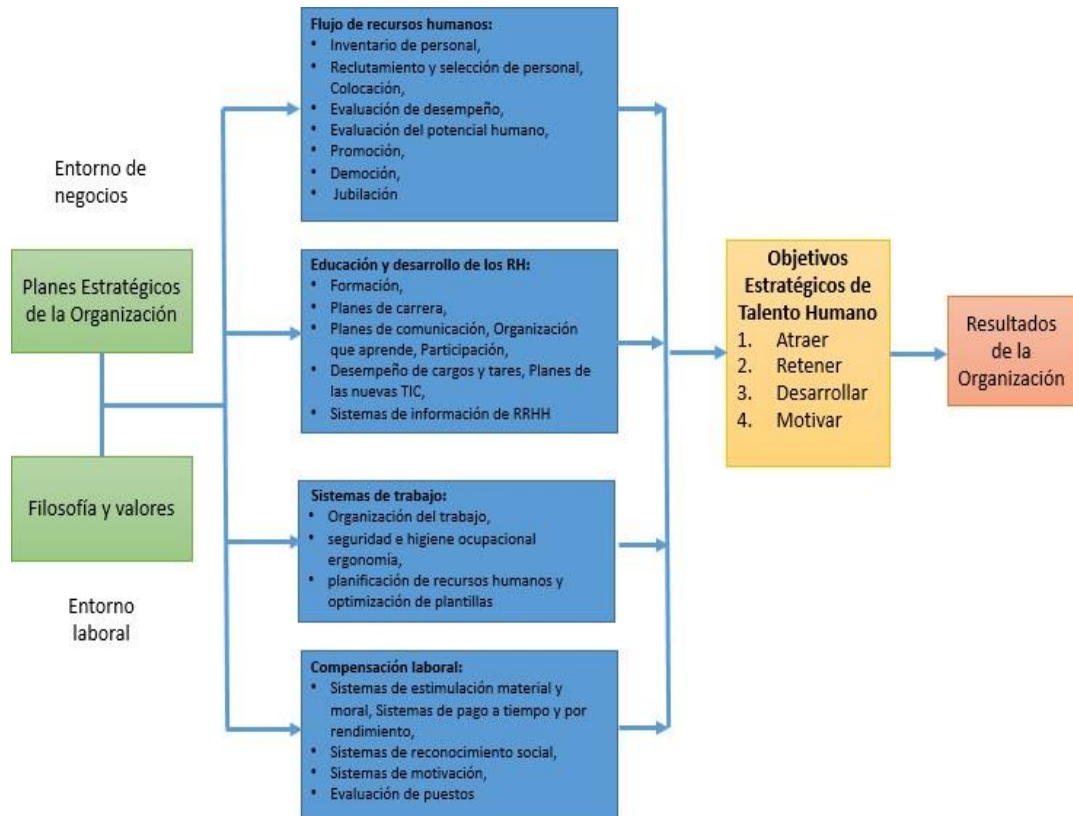 Entorno de
negocios
Planes Estratégicos
de la Organización
Filosofía y valores
Entorno
laboral
Flujo de recursos humanos:
• Inventario de personal,
• Reclutamiento y selección de personal,
Colocación,
• Evaluación de desempeño,
• Evaluación del potencial humano,
• Promoción,
• Democión,
• Jubilación
Educación y desarrollo de los RH:
• Formación,
• Planes de carrera,
• Planes de comunicación, Organización
que aprende, Participación,
• Desempeño de cargos y tares, Planes de
las nuevas TIC,
• Sistemas de información de RRHH
Sistemas de trabajo:
• Organización del trabajo,
• seguridad e higiene ocupacional
ergonomía,
• planificación de recursos humanos y
optimización de plantillas
Compensación laboral:
• Sistemas de estimulación material y
moral, Sistemas de pago a tiempo y por
rendimiento,
• Sistemas de reconocimiento social,
• Sistemas de motivación,
• Evaluación de puestos
Objetivos
Estratégicos de
Talento Humano
1. Atraer
2. Retener
3. Desarrollar
4. Motivar
Resultados
de la
Organización